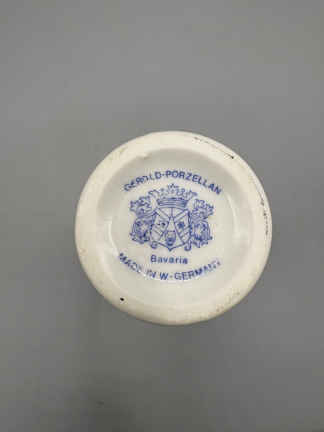 GEROLD-PORZELLAN
Bavaria
MADE IN W-GERMANY